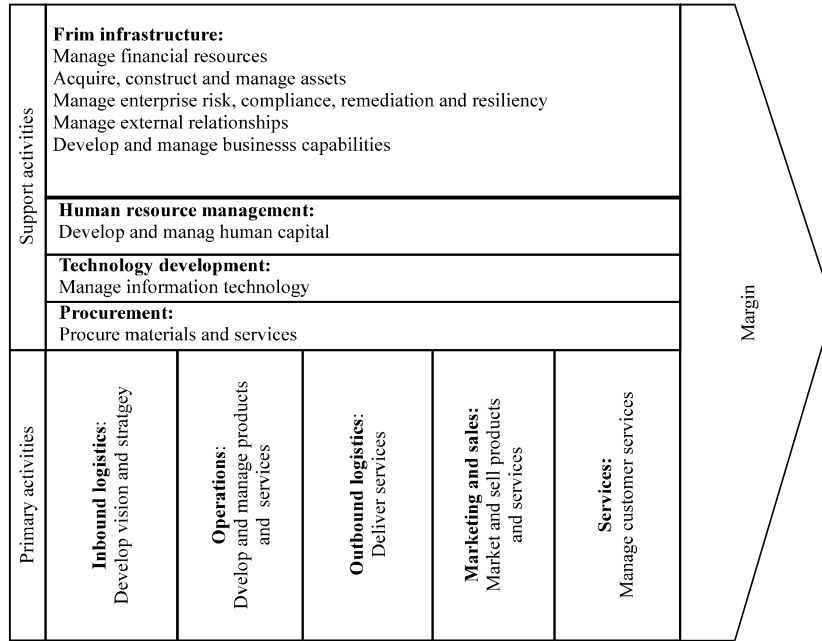 Support activities
Frim infrastructure:
Manage financial resources
Acquire, construct and manage assets
Manage enterprise risk, compliance, remediation and resiliency
Manage external relationships
Develop and manage businesss capabilities
Human resource management:
Develop and manag human capital
Technology development:
Manage information technology
Procurement:
Procure materials and services
Primary activities
Inbound logistics:
Develop vision and stratgey
Operations:
Dvelop and manage products
and services
Outbound logistics:
Deliver services
Marketing and sales:
Market and sell products
and services
Services:
Manage customer services
Margin